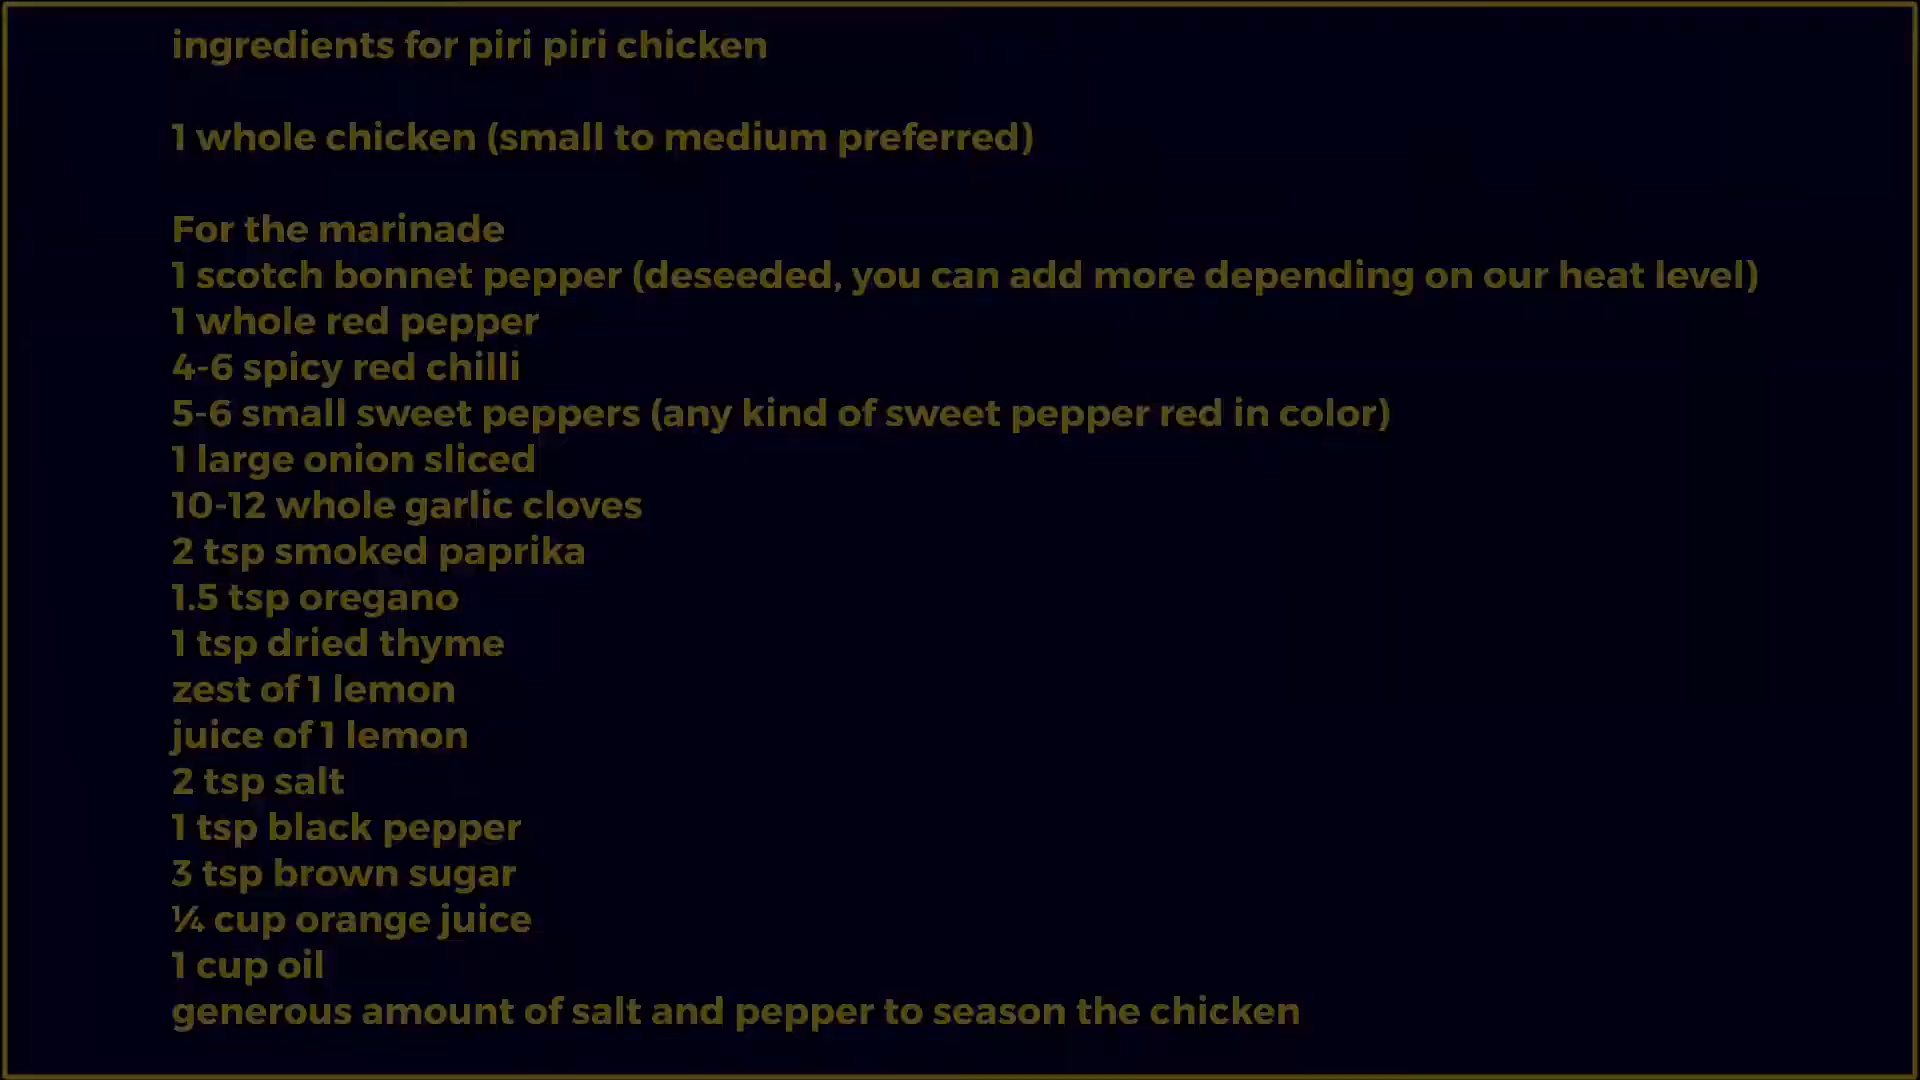 ingredients for piri piri chicken
1 whole chicken (small to medium preferred)
For the marinade
1 scotch bonnet pepper (deseeded, you can add more depending on our heat level)
1 whole red pepper
4-6 spicy red chilli
5-6 small sweet peppers (any kind of sweet pepper red in color)
1 large onion sliced
10-12 whole garlic cloves
2 tsp smoked paprika
1.5 tsp oregano
1 tsp dried thyme
zest of 1 lemon
juice of 1 lemon
2 tsp salt
1 tsp black pepper
3 tsp brown sugar
¼ cup orange juice
1 cup oil
generous amount of salt and pepper to season the chicken